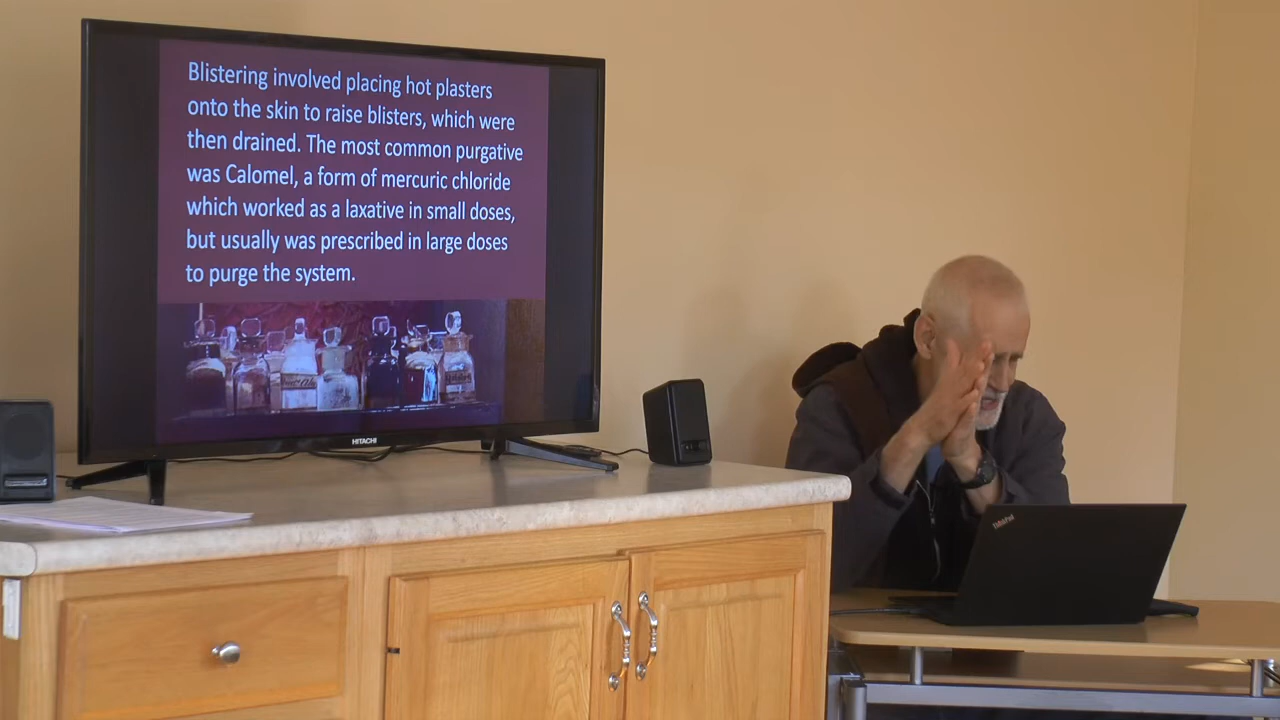 Blistering involved placing hot plasters
onto the skin to raise blisters, which were
then drained. The most common purgative
was Calomel, a form of mercuric chloride
which worked as a laxative in small doses,
but usually was prescribed in large doses
to purge the system.
HITACHI
ThinkPad